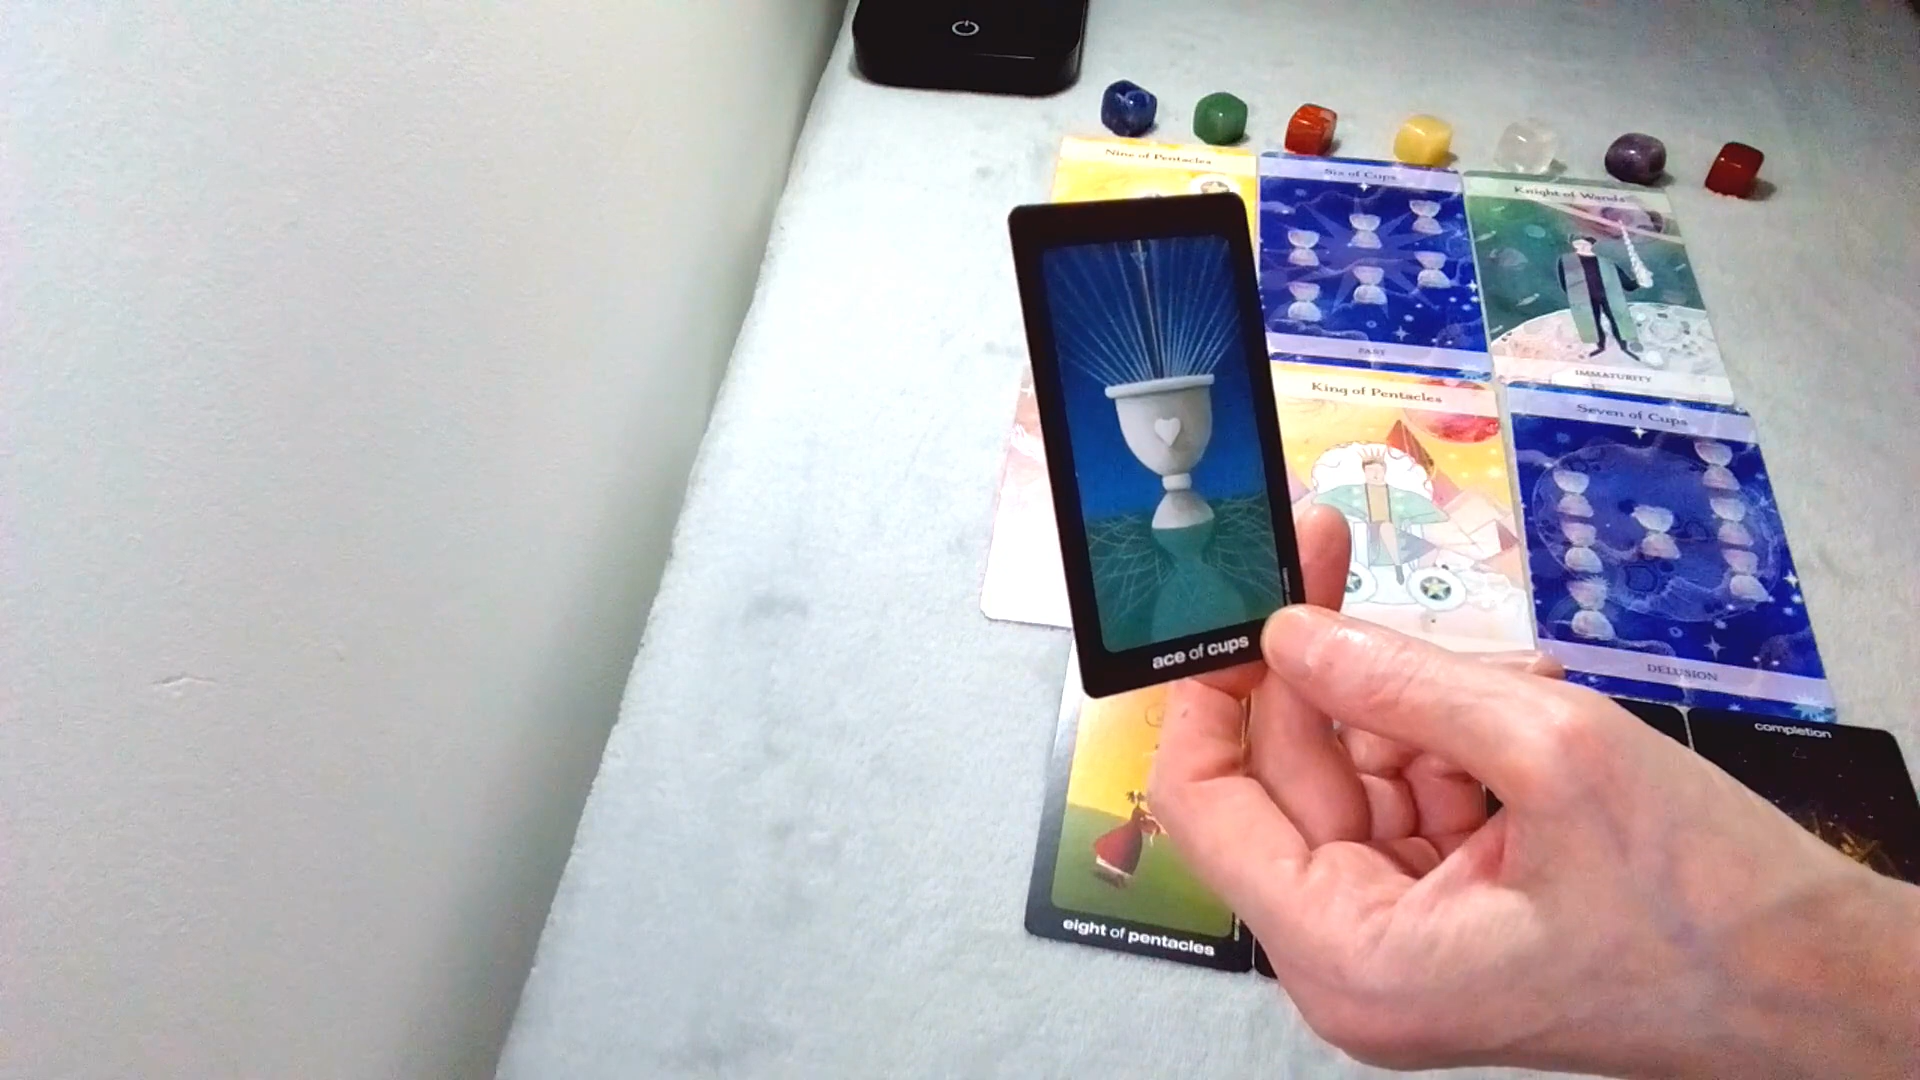 Nine of Pentacles
Six of Cups
Knight of Wands
PAST
IMMATURITY
King of Pentacles
Seven of Cups
ace of cups
DELUSION
completion
eight of pentacles